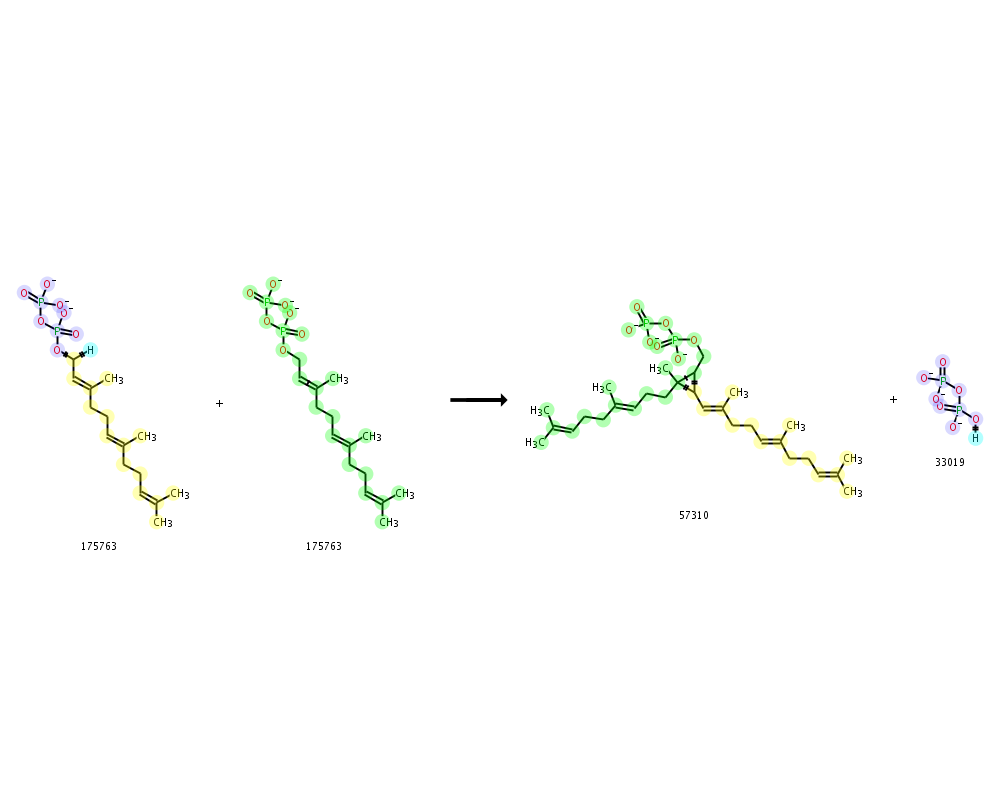 O⁻
O P O⁻
O⁻
O P O
O H
CH₃
CH₃
CH₃
CH₃
175763
+
O⁻
O P O⁻
O⁻
O P O
O
CH₃
CH₃
CH₃
CH₃
175763
O
P O
O⁻ O⁻ O P O
O⁻
H₃C
H₃C
H₃C
H₃C
CH₃
CH₃
CH₃
CH₃
57310
+
O
O⁻ P O
O⁻ O P O
O⁻
H
33019